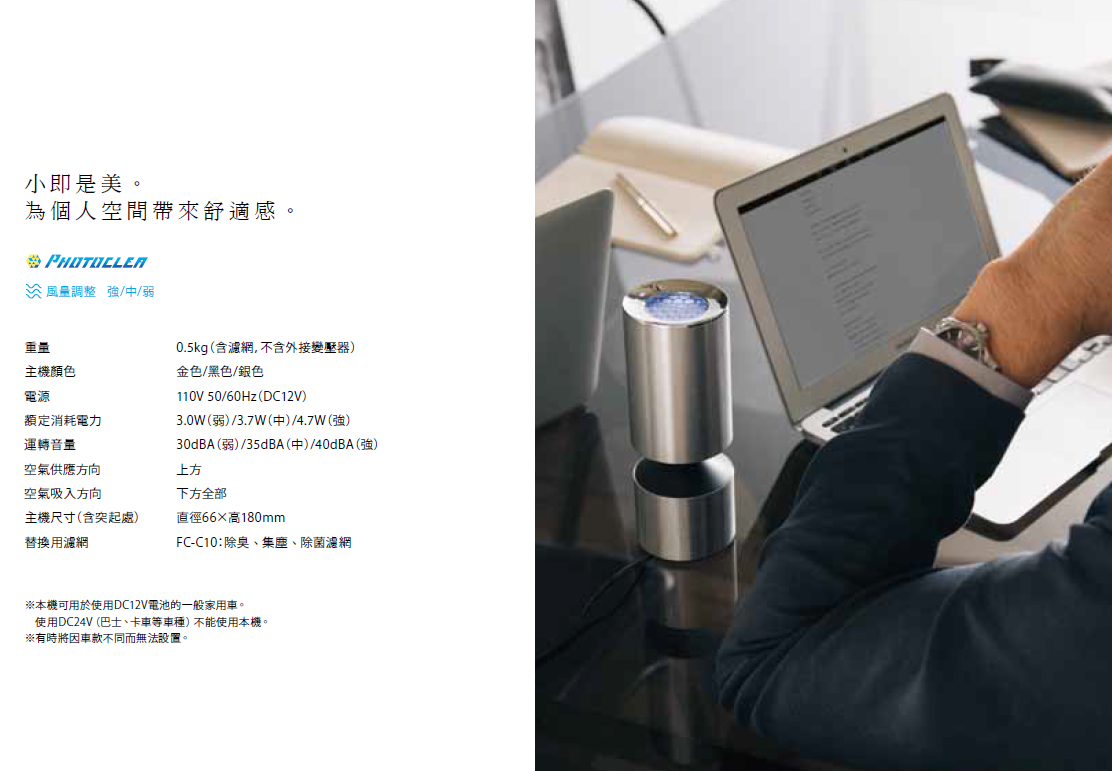 小即是美。
為個人空間帶來舒適感。
PHOTOCLEA
風量調整 強/中/弱
重量 0.5kg(含濾網, 不含外接變壓器)
主機顏色 金色/黑色/銀色
電源 110V 50/60Hz(DC12V)
額定消耗電力 3.0W(弱)/3.7W(中)/4.7W(強)
運轉音量 30dBA(弱)/35dBA(中)/40dBA(強)
空氣供應方向 上方
空氣吸入方向 下方全部
主機尺寸(含突起處) 直徑66×高180mm
替換用濾網 FC-C10:除臭、集塵、除菌濾網
※本機可用於使用DC12V電池的一般家用車。
使用DC24V (巴士、卡車等車種) 不能使用本機。
※有時將因車款不同而無法設置。